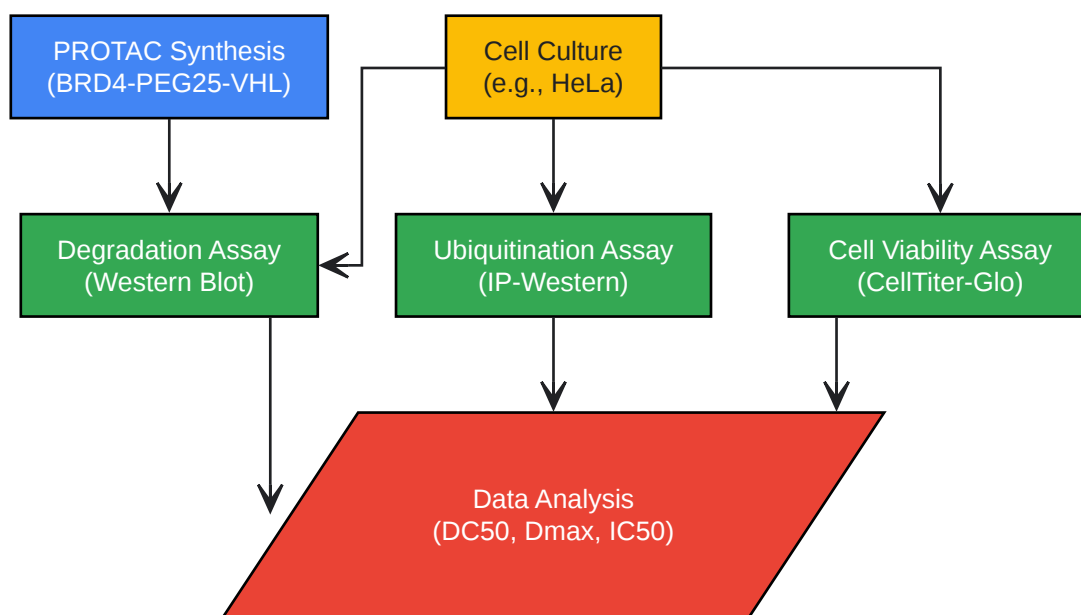 PROTAC Synthesis
(BRD4-PEG25-VHL)
Cell Culture
(e.g., HeLa)
Degradation Assay
(Western Blot)
Ubiquitination Assay
(IP-Western)
Cell Viability Assay
(CellTiter-Glo)
Data Analysis
(DC50, Dmax, IC50)